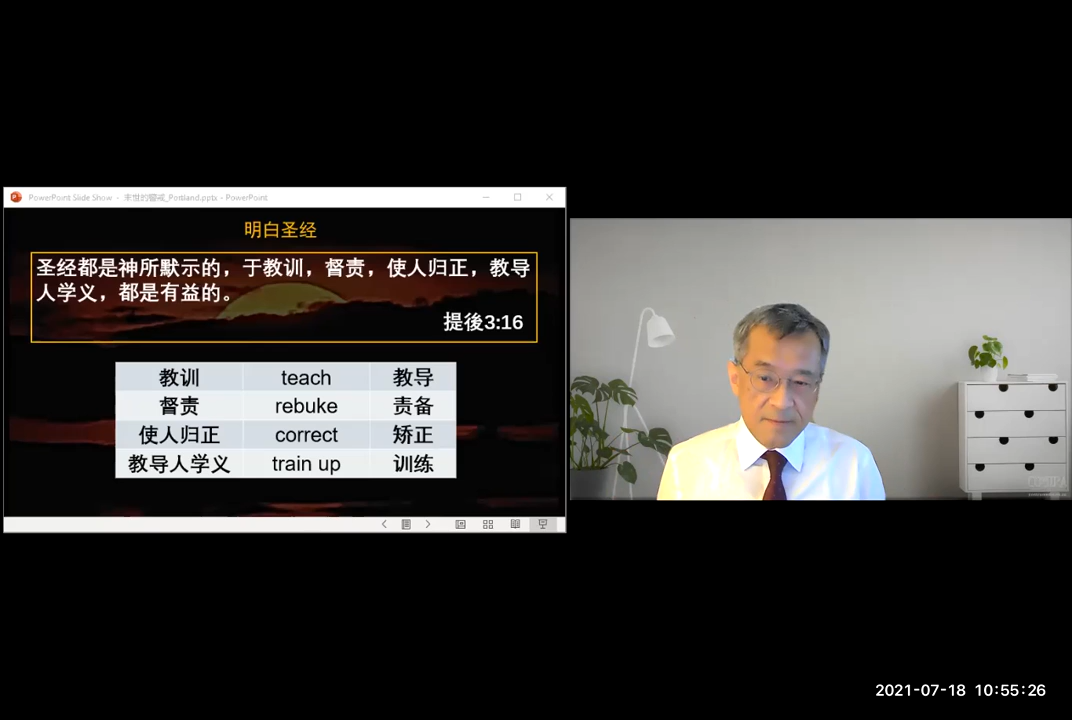 PowerPoint Slide Show - 末世的警戒_Portland.pptx - PowerPoint
明白圣经
圣经都是神所默示的，于教训，督责，使人归正，教导
人学义，都是有益的。
提後3:16
教训 teach 教导
督责 rebuke 责备
使人归正 correct 矫正
教导人学义 train up 训练
2021-07-18 10:55:26